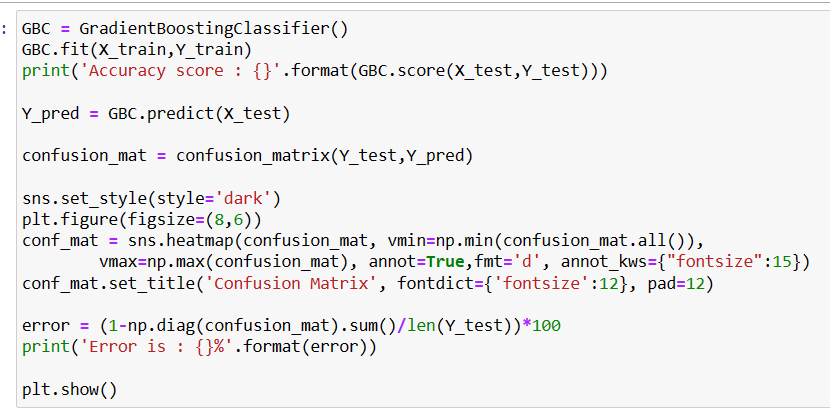 : GBC = GradientBoostingClassifier()
GBC.fit(X_train,Y_train)
print('Accuracy score : {}'.format(GBC.score(X_test,Y_test)))
Y_pred = GBC.predict(X_test)
confusion_mat = confusion_matrix(Y_test,Y_pred)
sns.set_style(style='dark')
plt.figure(figsize=(8,6))
conf_mat = sns.heatmap(confusion_mat, vmin=np.min(confusion_mat.all()),
vmax=np.max(confusion_mat), annot=True,fmt='d', annot_kws={"fontsize":15})
conf_mat.set_title('Confusion Matrix', fontdict={'fontsize':12}, pad=12)
error = (1-np.diag(confusion_mat).sum()/len(Y_test))*100
print('Error is : {}%'.format(error))
plt.show()